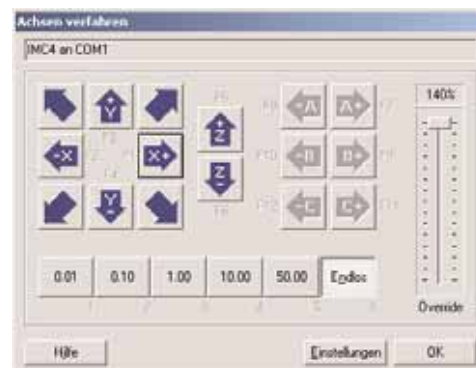 Achsen verfahren
IMC4 an COM1
140%
Y
Z
-A A+
-X X+
-B B+
Z
Y
-C C+
0.01 0.10 1.00 10.00 50.00 Endlos
Override
Hilfe Einstellungen OK